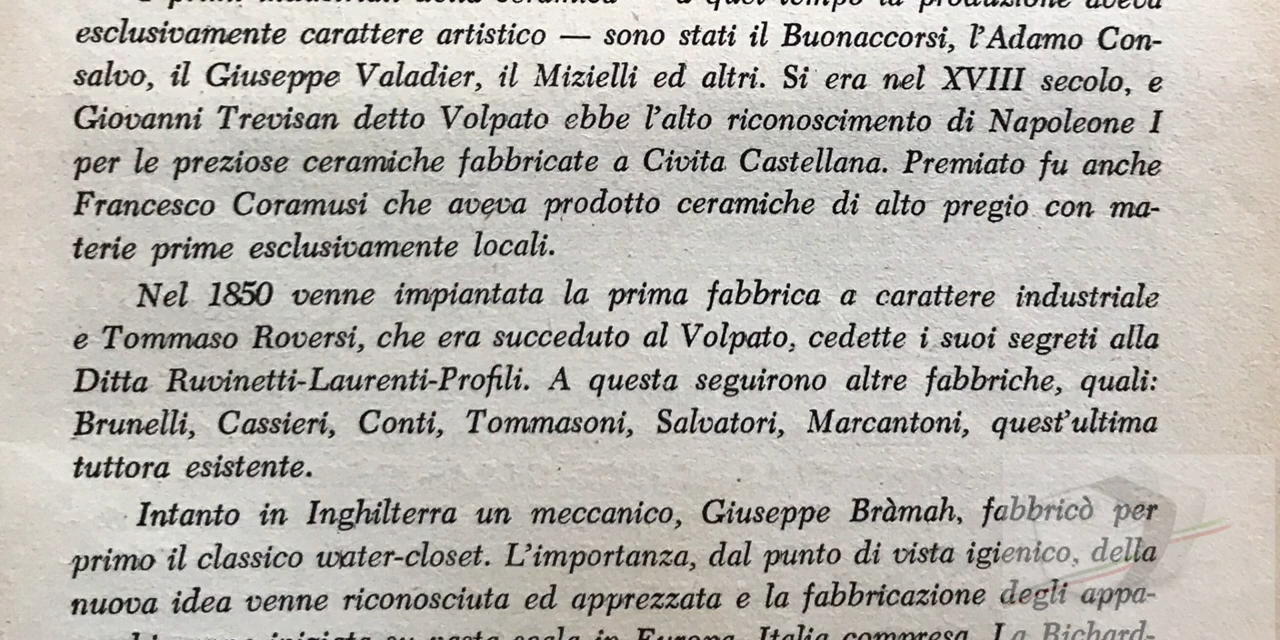 esclusivamente carattere artistico — sono stati il Buonaccorsi, l'Adamo Con-
salvo, il Giuseppe Valadier, il Mizielli ed altri. Si era nel XVIII secolo, e
Giovanni Trevisan detto Volpato ebbe l'alto riconoscimento di Napoleone I
per le preziose ceramiche fabbricate a Civita Castellana. Premiato fu anche
Francesco Coramusi che aveva prodotto ceramiche di alto pregio con ma-
terie prime esclusivamente locali.
Nel 1850 venne impiantata la prima fabbrica a carattere industriale
e Tommaso Roversi, che era succeduto al Volpato, cedette i suoi segreti alla
Ditta Ruvinetti-Laurenti-Profili. A questa seguirono altre fabbriche, quali:
Brunelli, Cassieri, Conti, Tommasoni, Salvatori, Marcantoni, quest'ultima
tuttora esistente.
Intanto in Inghilterra un meccanico, Giuseppe Bràmah, fabbricò per
primo il classico water-closet. L'importanza, dal punto di vista igienico, della
nuova idea venne riconosciuta ed apprezzata e la fabbricazione degli appa-
in Europa, Italia compresa. La Richard-